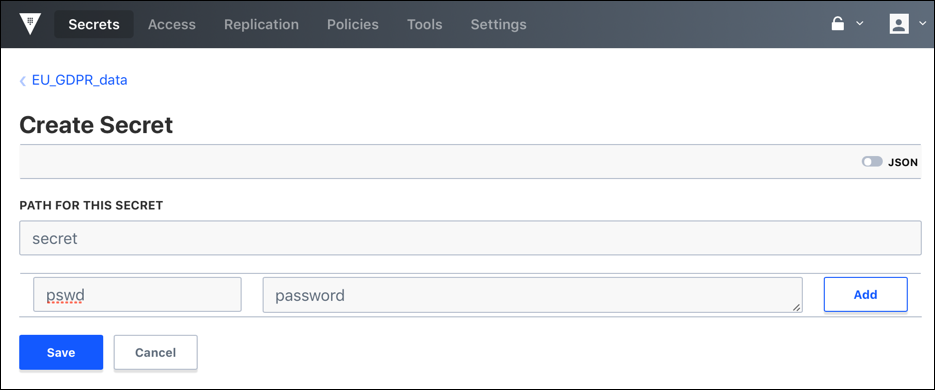 Secrets Access Replication Policies Tools Settings
EU_GDPR_data
Create Secret
JSON
PATH FOR THIS SECRET
secret
pswd password Add
Save Cancel